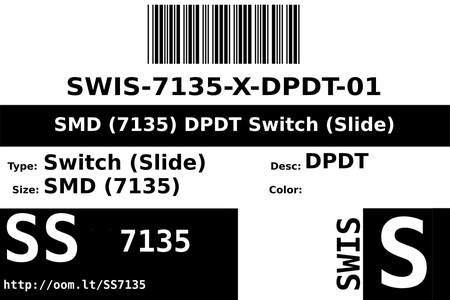 SWIS-7135-X-DPDT-01
SMD (7135) DPDT Switch (Slide)
Type: Switch (Slide)
Desc: DPDT
Size: SMD (7135)
Color:
SS 7135
http://oom.lt/SS7135
SWIS
S